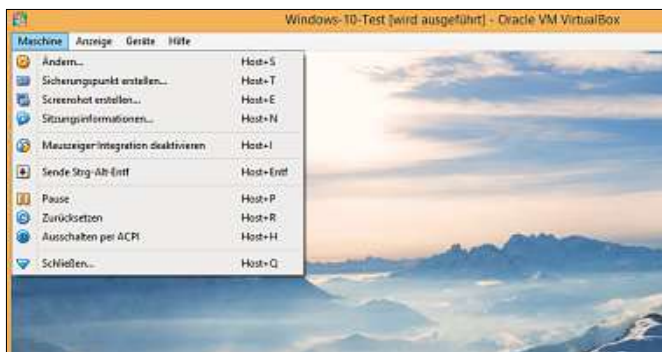 Windows-10-Test [wird ausgeführt] - Oracle VM VirtualBox
Maschine Anzeige Geräte Hilfe
Ändern... Host+S
Sicherungspunkt erstellen... Host+T
Screenshot erstellen... Host+E
Sitzungsinformationen... Host+N
Mauszeiger-Integration deaktivieren Host+I
Sende Strg-Alt-Entf Host+Entf
Pause Host+P
Zurücksetzen Host+R
Ausschalten per ACPI Host+H
Schließen... Host+Q